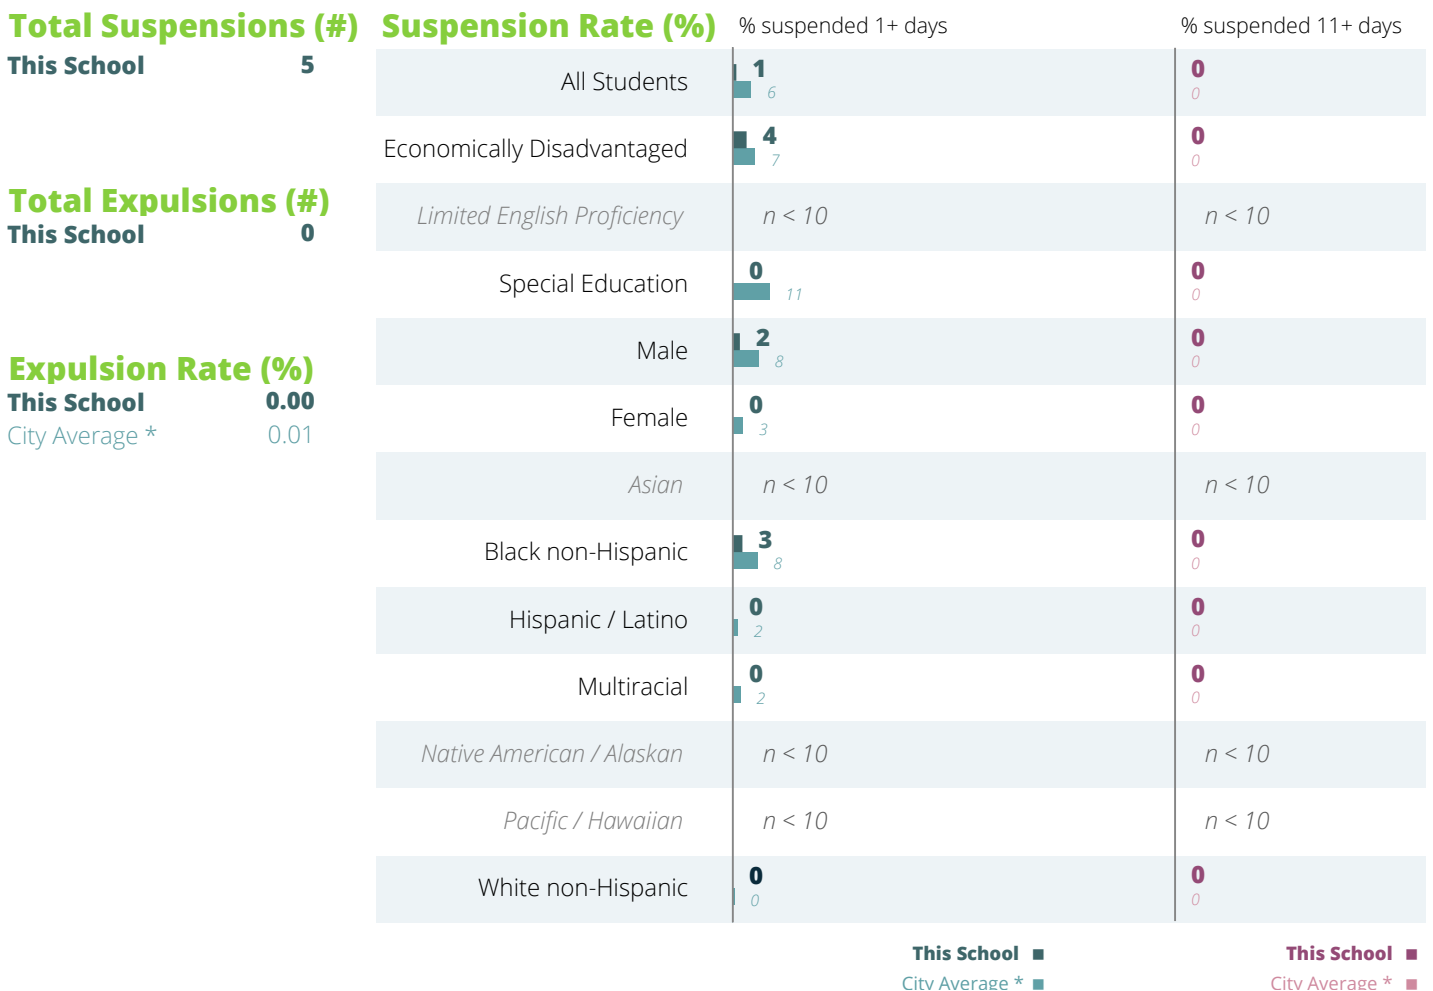 Total Suspensions (#)
This School 5
Total Expulsions (#)
This School 0
Expulsion Rate (%)
This School 0.00
City Average * 0.01
Suspension Rate (%) % suspended 1+ days % suspended 11+ days
All Students 1 0
6 0
Economically Disadvantaged 4 0
7 0
Limited English Proficiency n < 10 n < 10
Special Education 0 0
11 0
Male 2 0
8 0
Female 0 0
3 0
Asian n < 10 n < 10
Black non-Hispanic 3 0
8 0
Hispanic / Latino 0 0
2 0
Multiracial 0 0
2 0
Native American / Alaskan n < 10 n < 10
Pacific / Hawaiian n < 10 n < 10
White non-Hispanic 0 0
0 0
This School This School
City Average * City Average *